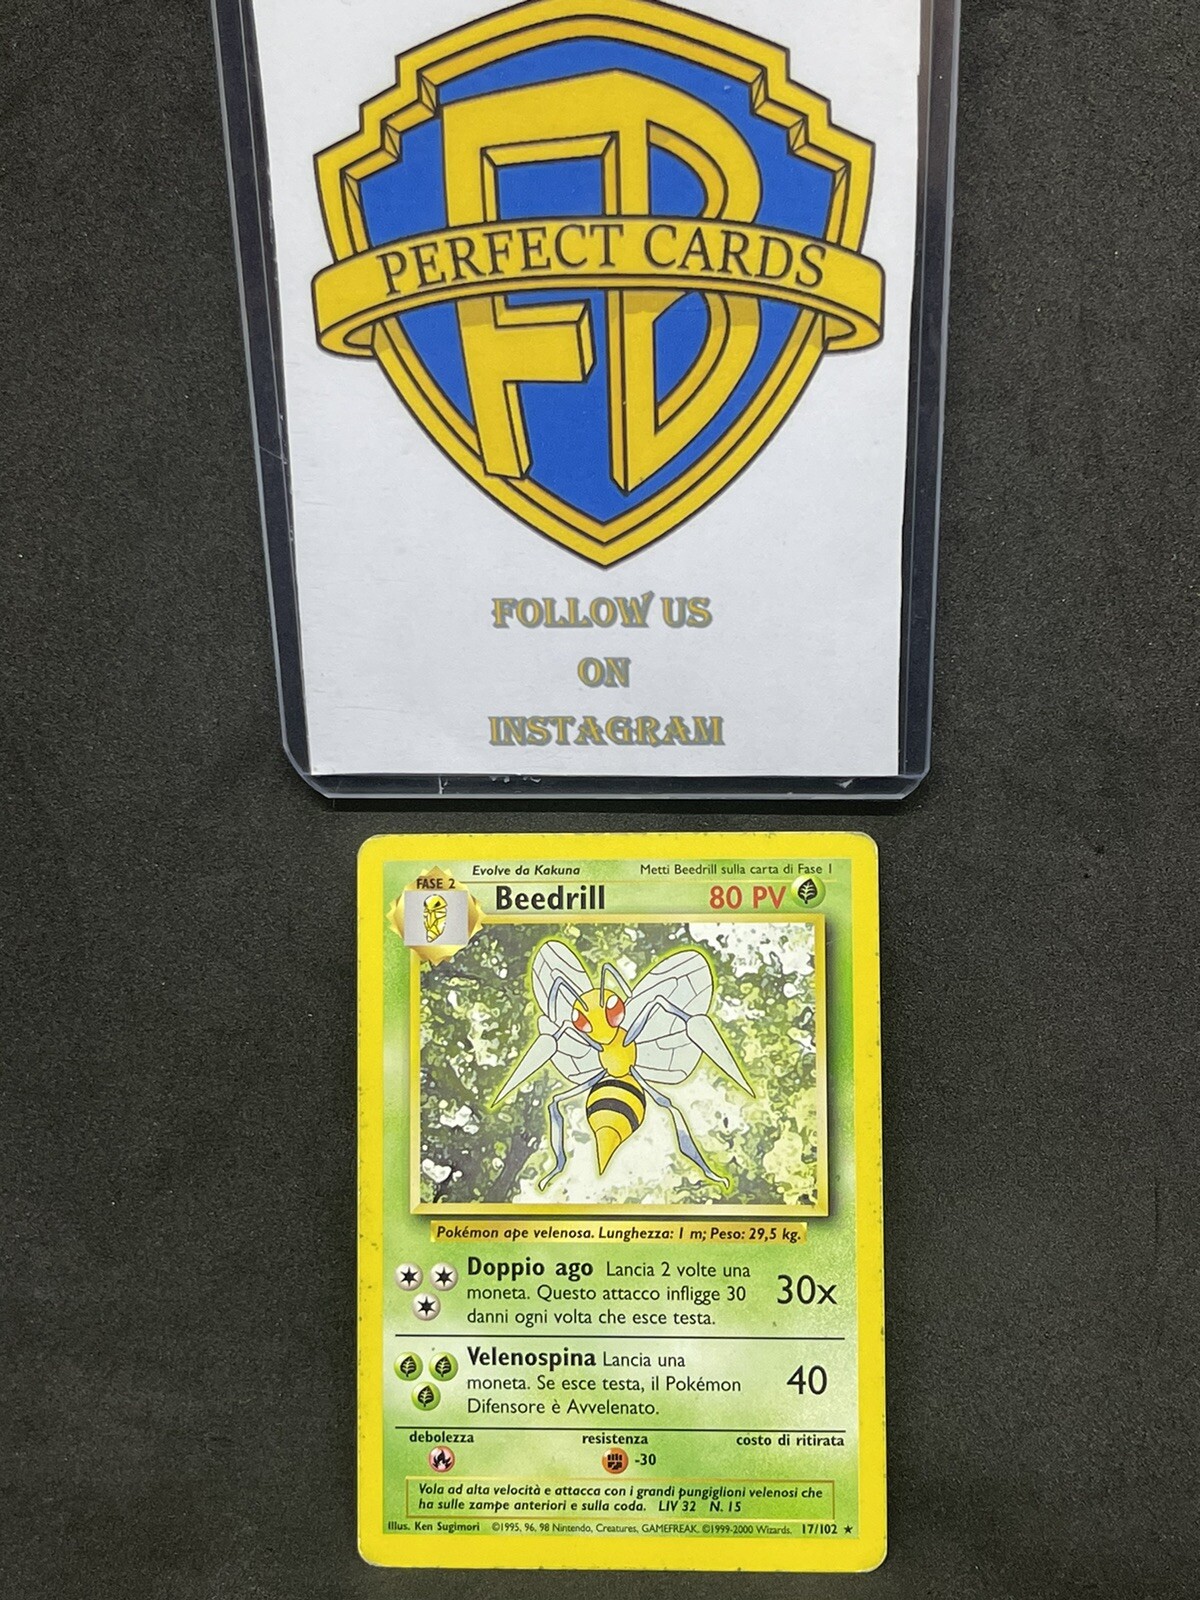 FB
PERFECT CARDS
FOLLOW US
ON
INSTAGRAM
Evolve da Kakuna Metti Beedrill sulla carta di Fase 1
FASE 2
Beedrill 80 PV
Pokémon ape velenosa. Lunghezza: 1 m; Peso: 29,5 kg.
Doppio ago Lancia 2 volte una
moneta. Questo attacco infligge 30
danni ogni volta che esce testa.
30x
Velenospina Lancia una
moneta. Se esce testa, il Pokémon
Difensore è Avvelenato.
40
debolezza resistenza costo di ritirata
-30
Vola ad alta velocità e attacca con i grandi pungiglioni velenosi che
ha sulle zampe anteriori e sulla coda. LIV 32 N. 15
Illus. Ken Sugimori ©1995, 96, 98 Nintendo, Creatures, GAMEFREAK. ©1999-2000 Wizards. 17/102 ★